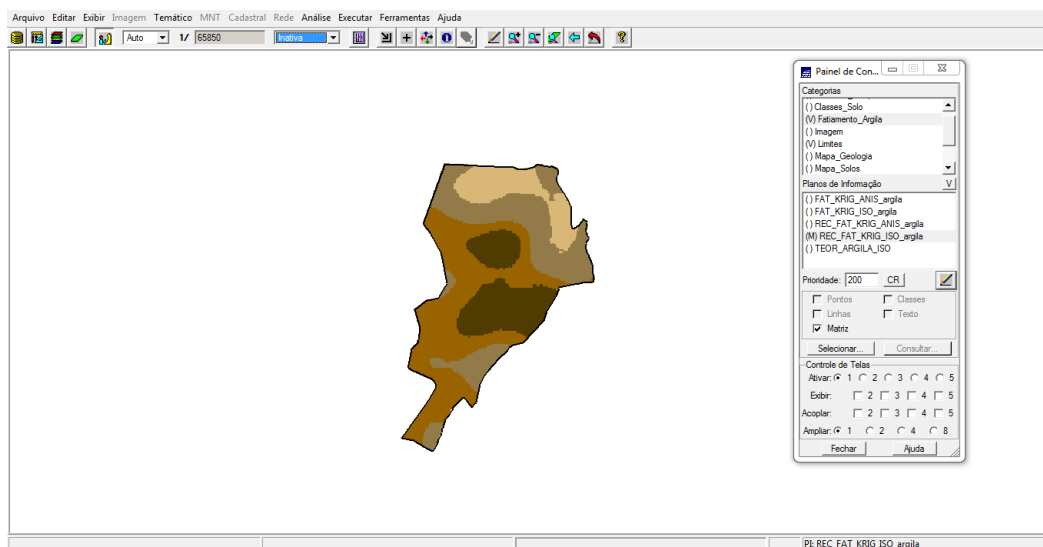 Arquivo Editar Exibir Imagem Temático MNT Cadastral Rede Análise Executar Ferramentas Ajuda
Auto 1/ 65850 Inativa
Painel de Con...
Categorias
( ) Classes_Solo
(V) Fatiamento_Argila
( ) Imagem
(V) Limites
( ) Mapa_Geologia
( ) Mapa_Solos
Planos de Informação V
( ) FAT_KRIG_ANIS_argila
( ) FAT_KRIG_ISO_argila
( ) REC_FAT_KRIG_ANIS_argila
(M) REC_FAT_KRIG_ISO_argila
( ) TEOR_ARGILA_ISO
Prioridade: 200 CR
Pontos Classes
Linhas Texto
Matriz
Selecionar... Consultar...
Controle de Telas
Ativar: 1 2 3 4 5
Exibir: 2 3 4 5
Acoplar: 2 3 4 5
Ampliar: 1 2 4 8
Fechar Ajuda
PI: REC_FAT_KRIG_ISO_argila